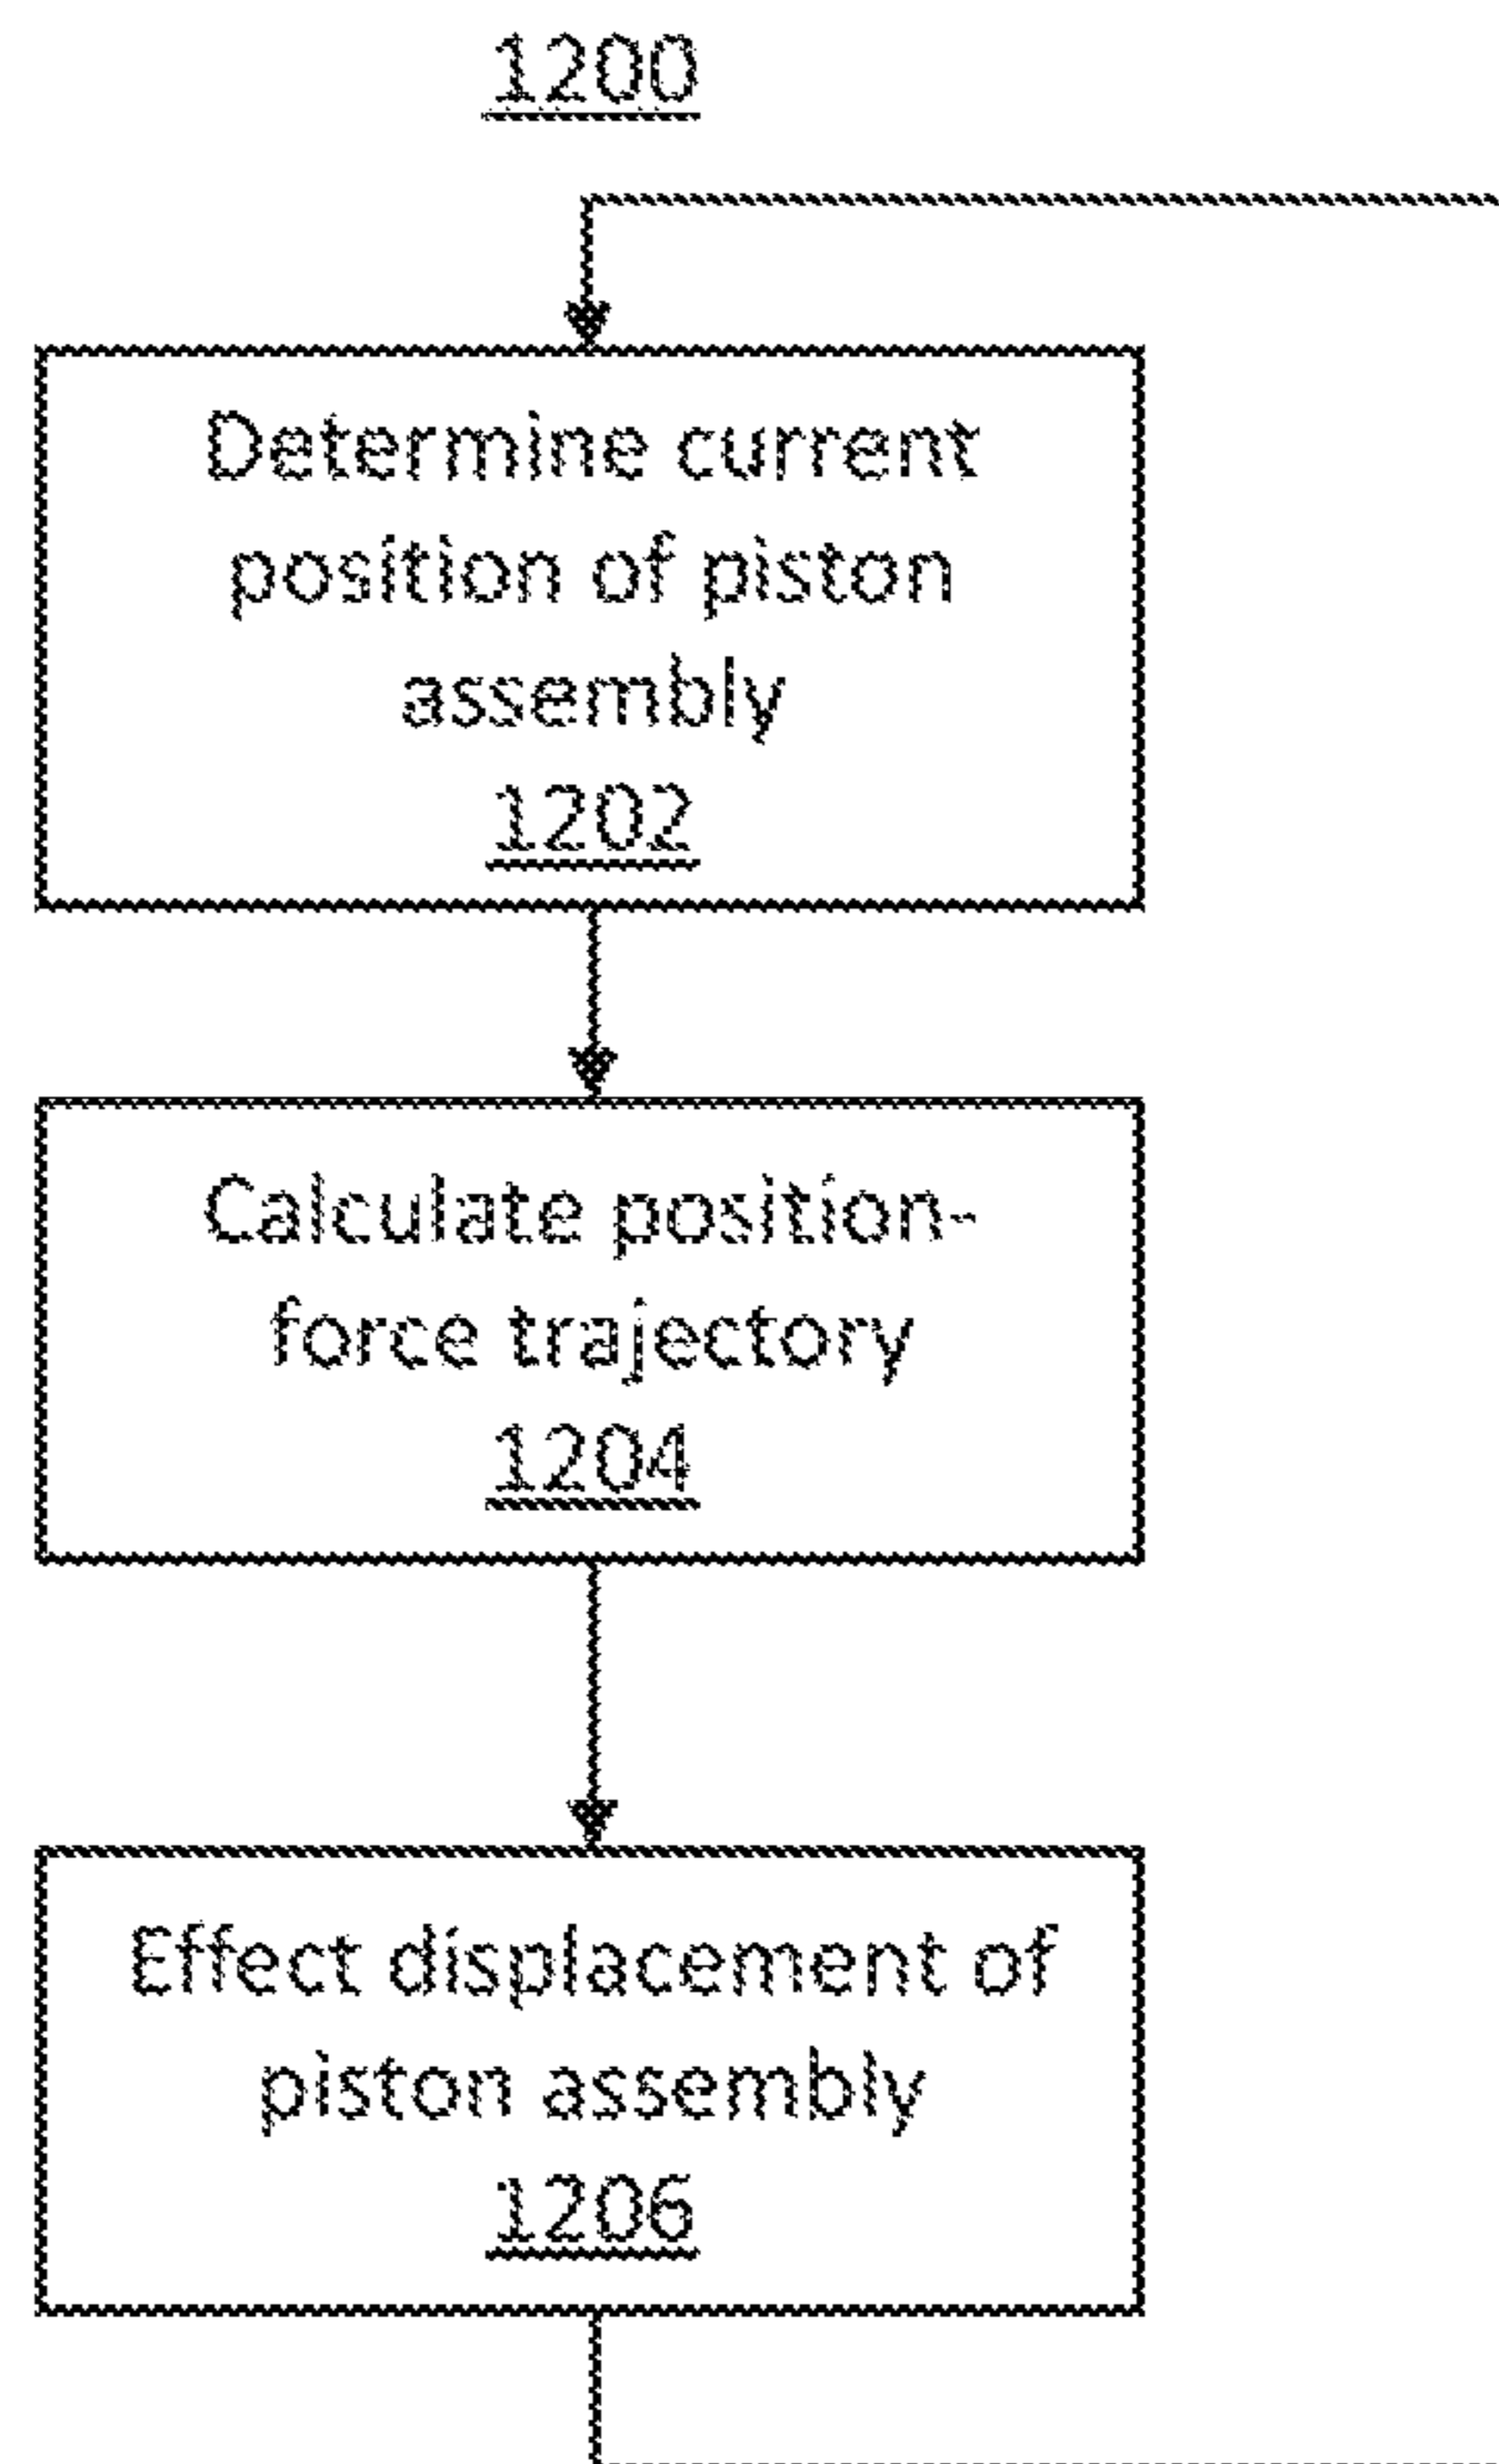 1200
Determine current
position of piston
assembly
1202
Calculate position-
force trajectory
1204
Effect displacement of
piston assembly
1206